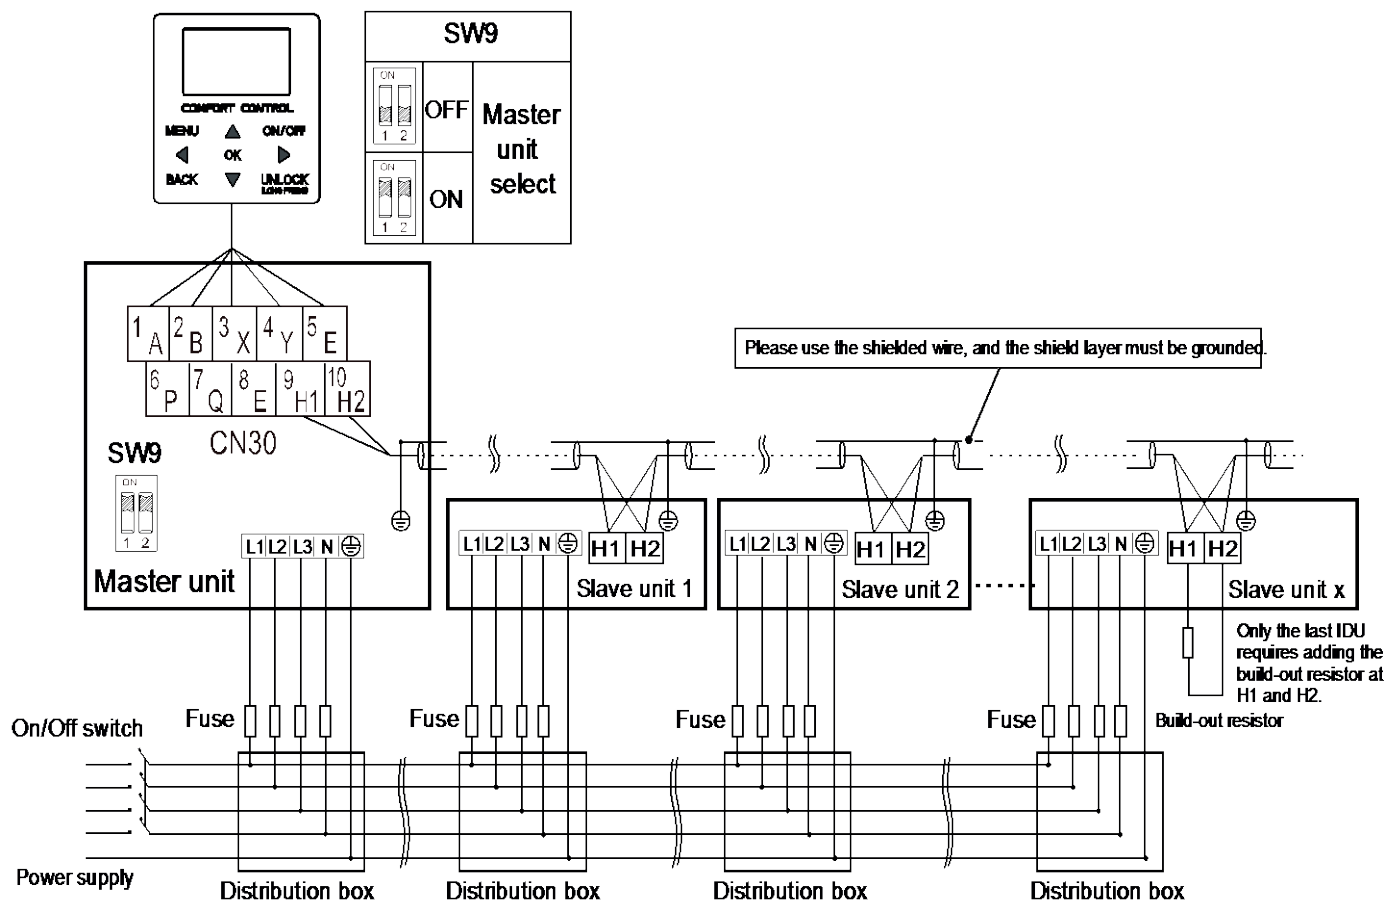 COMFORT CONTROL
MENU
ON/OFF
OK
BACK
UNLOCK
(LONG PRESS)
SW9
ON
1 2
OFF
Master
unit
select
ON
1 2
ON
1 A 2 B 3 X 4 Y 5 E
6 P 7 Q 8 E 9 H1 10 H2
CN30
SW9
ON
1 2
Master unit
L1 L2 L3 N
Please use the shielded wire, and the shield layer must be grounded.
L1 L2 L3 N
H1 H2
Slave unit 1
L1 L2 L3 N
H1 H2
Slave unit 2
L1 L2 L3 N
H1 H2
Slave unit x
Only the last IDU
requires adding the
build-out resistor at
H1 and H2.
Build-out resistor
On/Off switch
Fuse
Fuse
Fuse
Fuse
Power supply
Distribution box
Distribution box
Distribution box
Distribution box